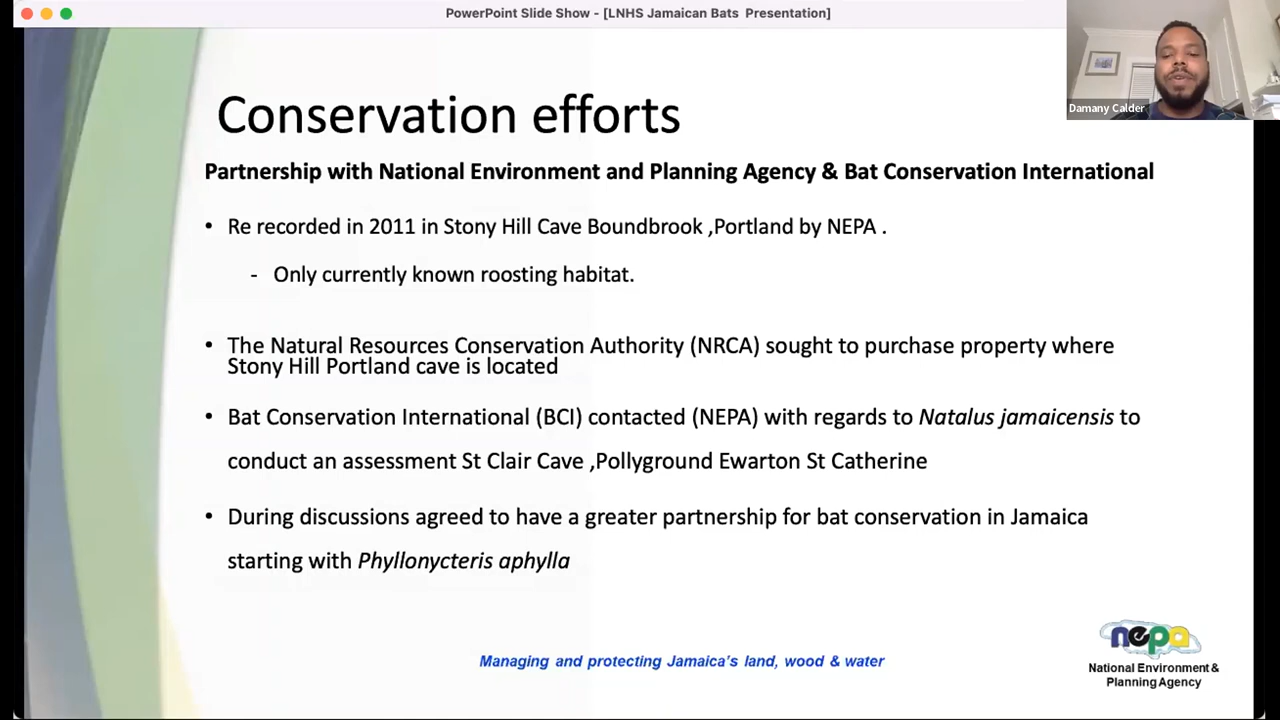 PowerPoint Slide Show - [LNHS Jamaican Bats  Presentation]
Damany Calder
Conservation efforts
Partnership with National Environment and Planning Agency & Bat Conservation International
• Re recorded in 2011 in Stony Hill Cave Boundbrook ,Portland by NEPA .
- Only currently known roosting habitat.
• The Natural Resources Conservation Authority (NRCA) sought to purchase property where
Stony Hill Portland cave is located
• Bat Conservation International (BCI) contacted (NEPA) with regards to Natalus jamaicensis to
conduct an assessment St Clair Cave ,Pollyground Ewarton St Catherine
• During discussions agreed to have a greater partnership for bat conservation in Jamaica
starting with Phyllonycteris aphylla
Managing and protecting Jamaica's land, wood & water
nepa
National Environment &
Planning Agency